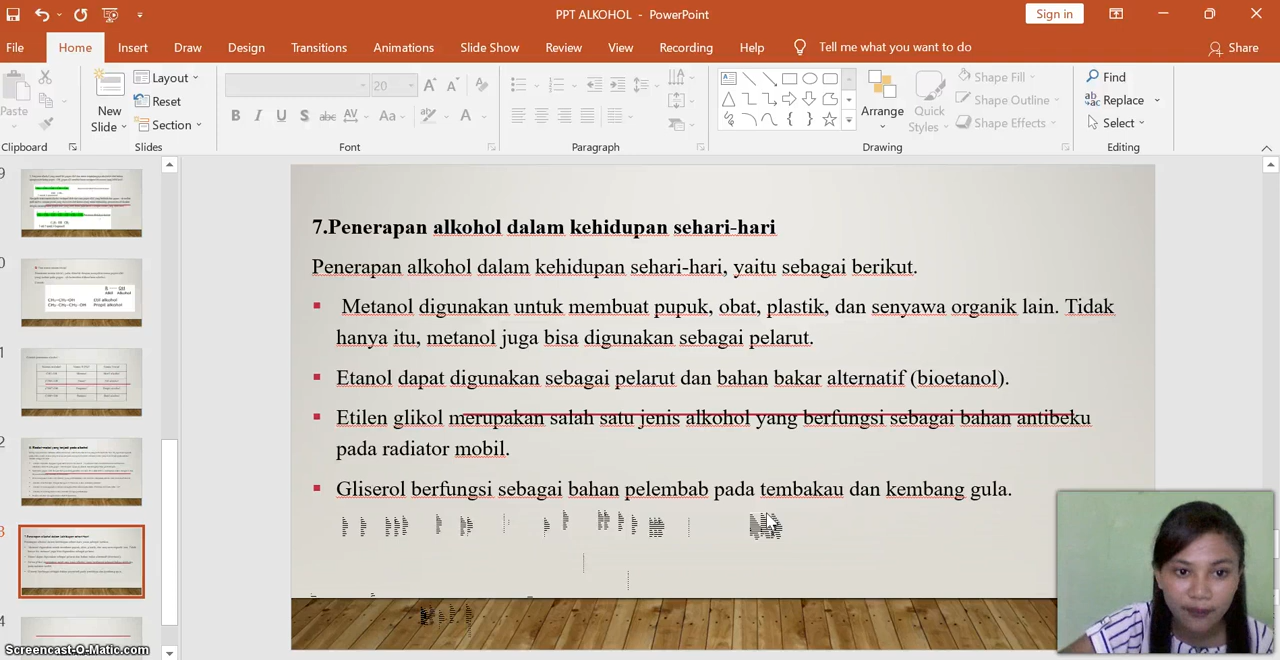 PPT ALKOHOL - PowerPoint
Sign in
File Home Insert Draw Design Transitions Animations Slide Show Review View Recording Help Tell me what you want to do Share
Paste
New Slide
Layout
Reset
Section
20
Arrange
Quick Styles
Shape Fill
Shape Outline
Shape Effects
Find
Replace
Select
Clipboard Slides Font Paragraph Drawing Editing
7.Penerapan alkohol dalam kehidupan sehari-hari
Penerapan alkohol dalam kehidupan sehari-hari, yaitu sebagai berikut.
Metanol digunakan untuk membuat pupuk, obat, plastik, dan senyawa organik lain. Tidak
hanya itu, metanol juga bisa digunakan sebagai pelarut.
Etanol dapat digunakan sebagai pelarut dan bahan bakar alternatif (bioetanol).
Etilen glikol merupakan salah satu jenis alkohol yang berfungsi sebagai bahan antibeku
pada radiator mobil.
Gliserol berfungsi sebagai bahan pelembab pada tembakau dan kembang gula.
Screencast-O-Matic.com